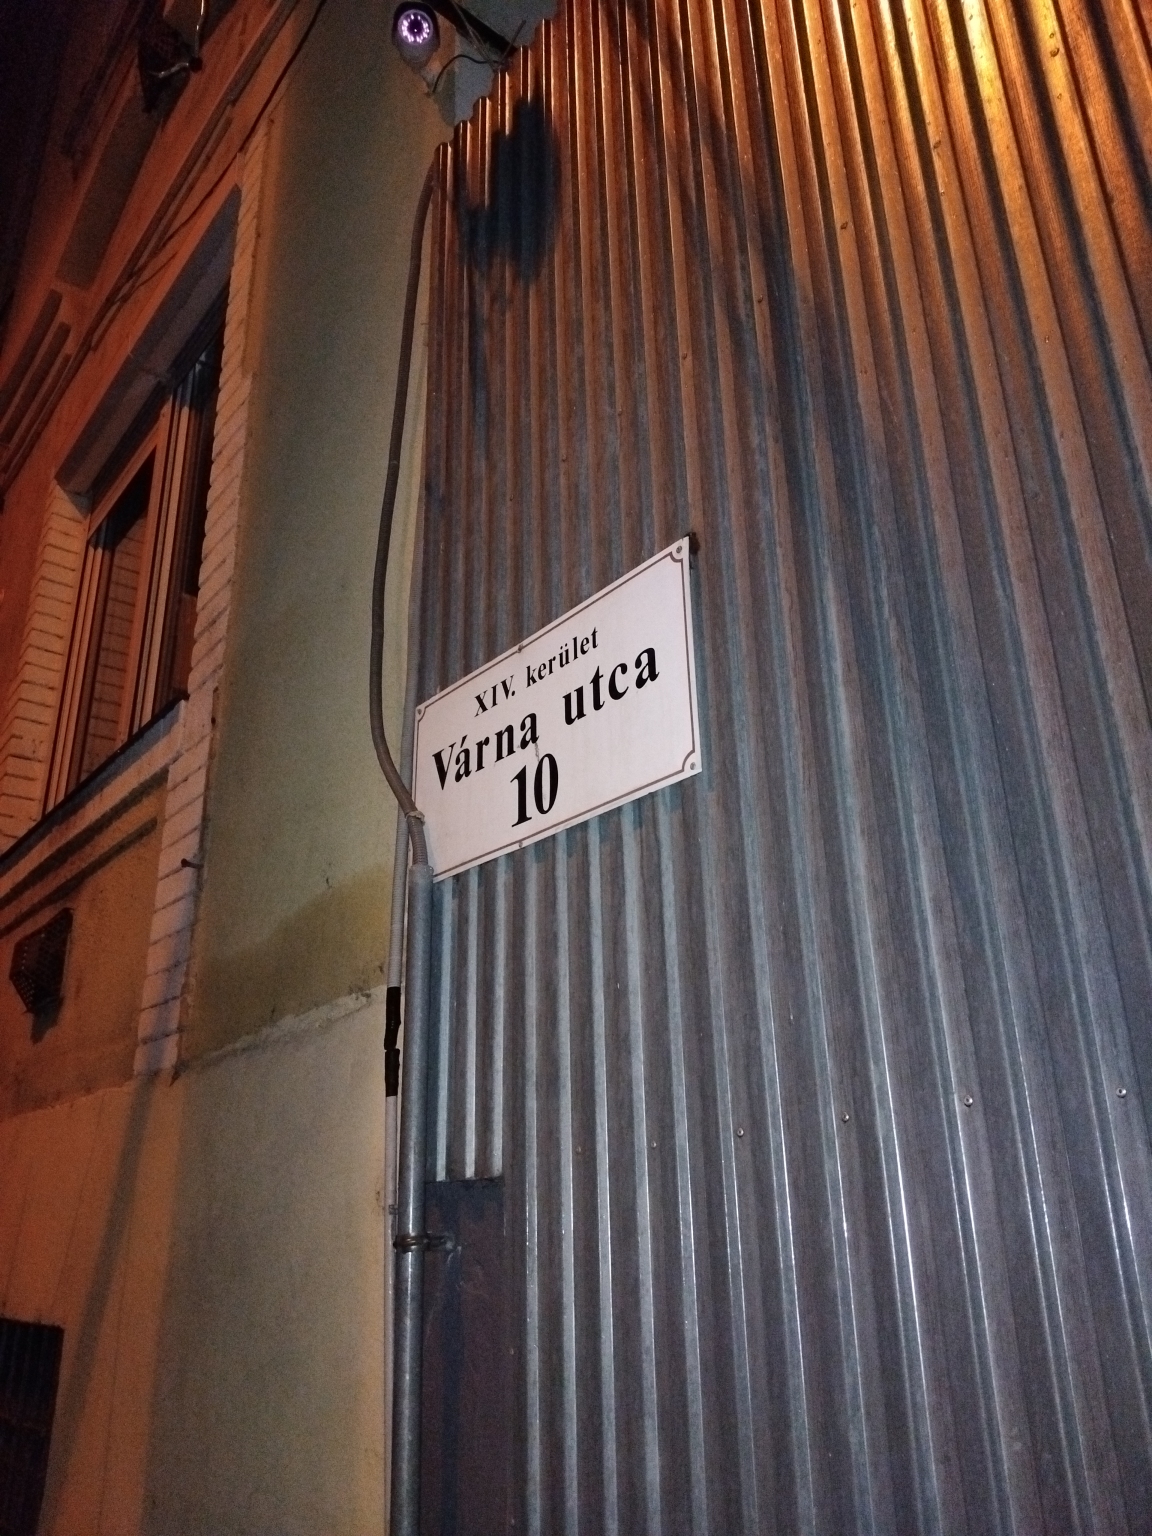 XIV. kerület
Várna utca
10